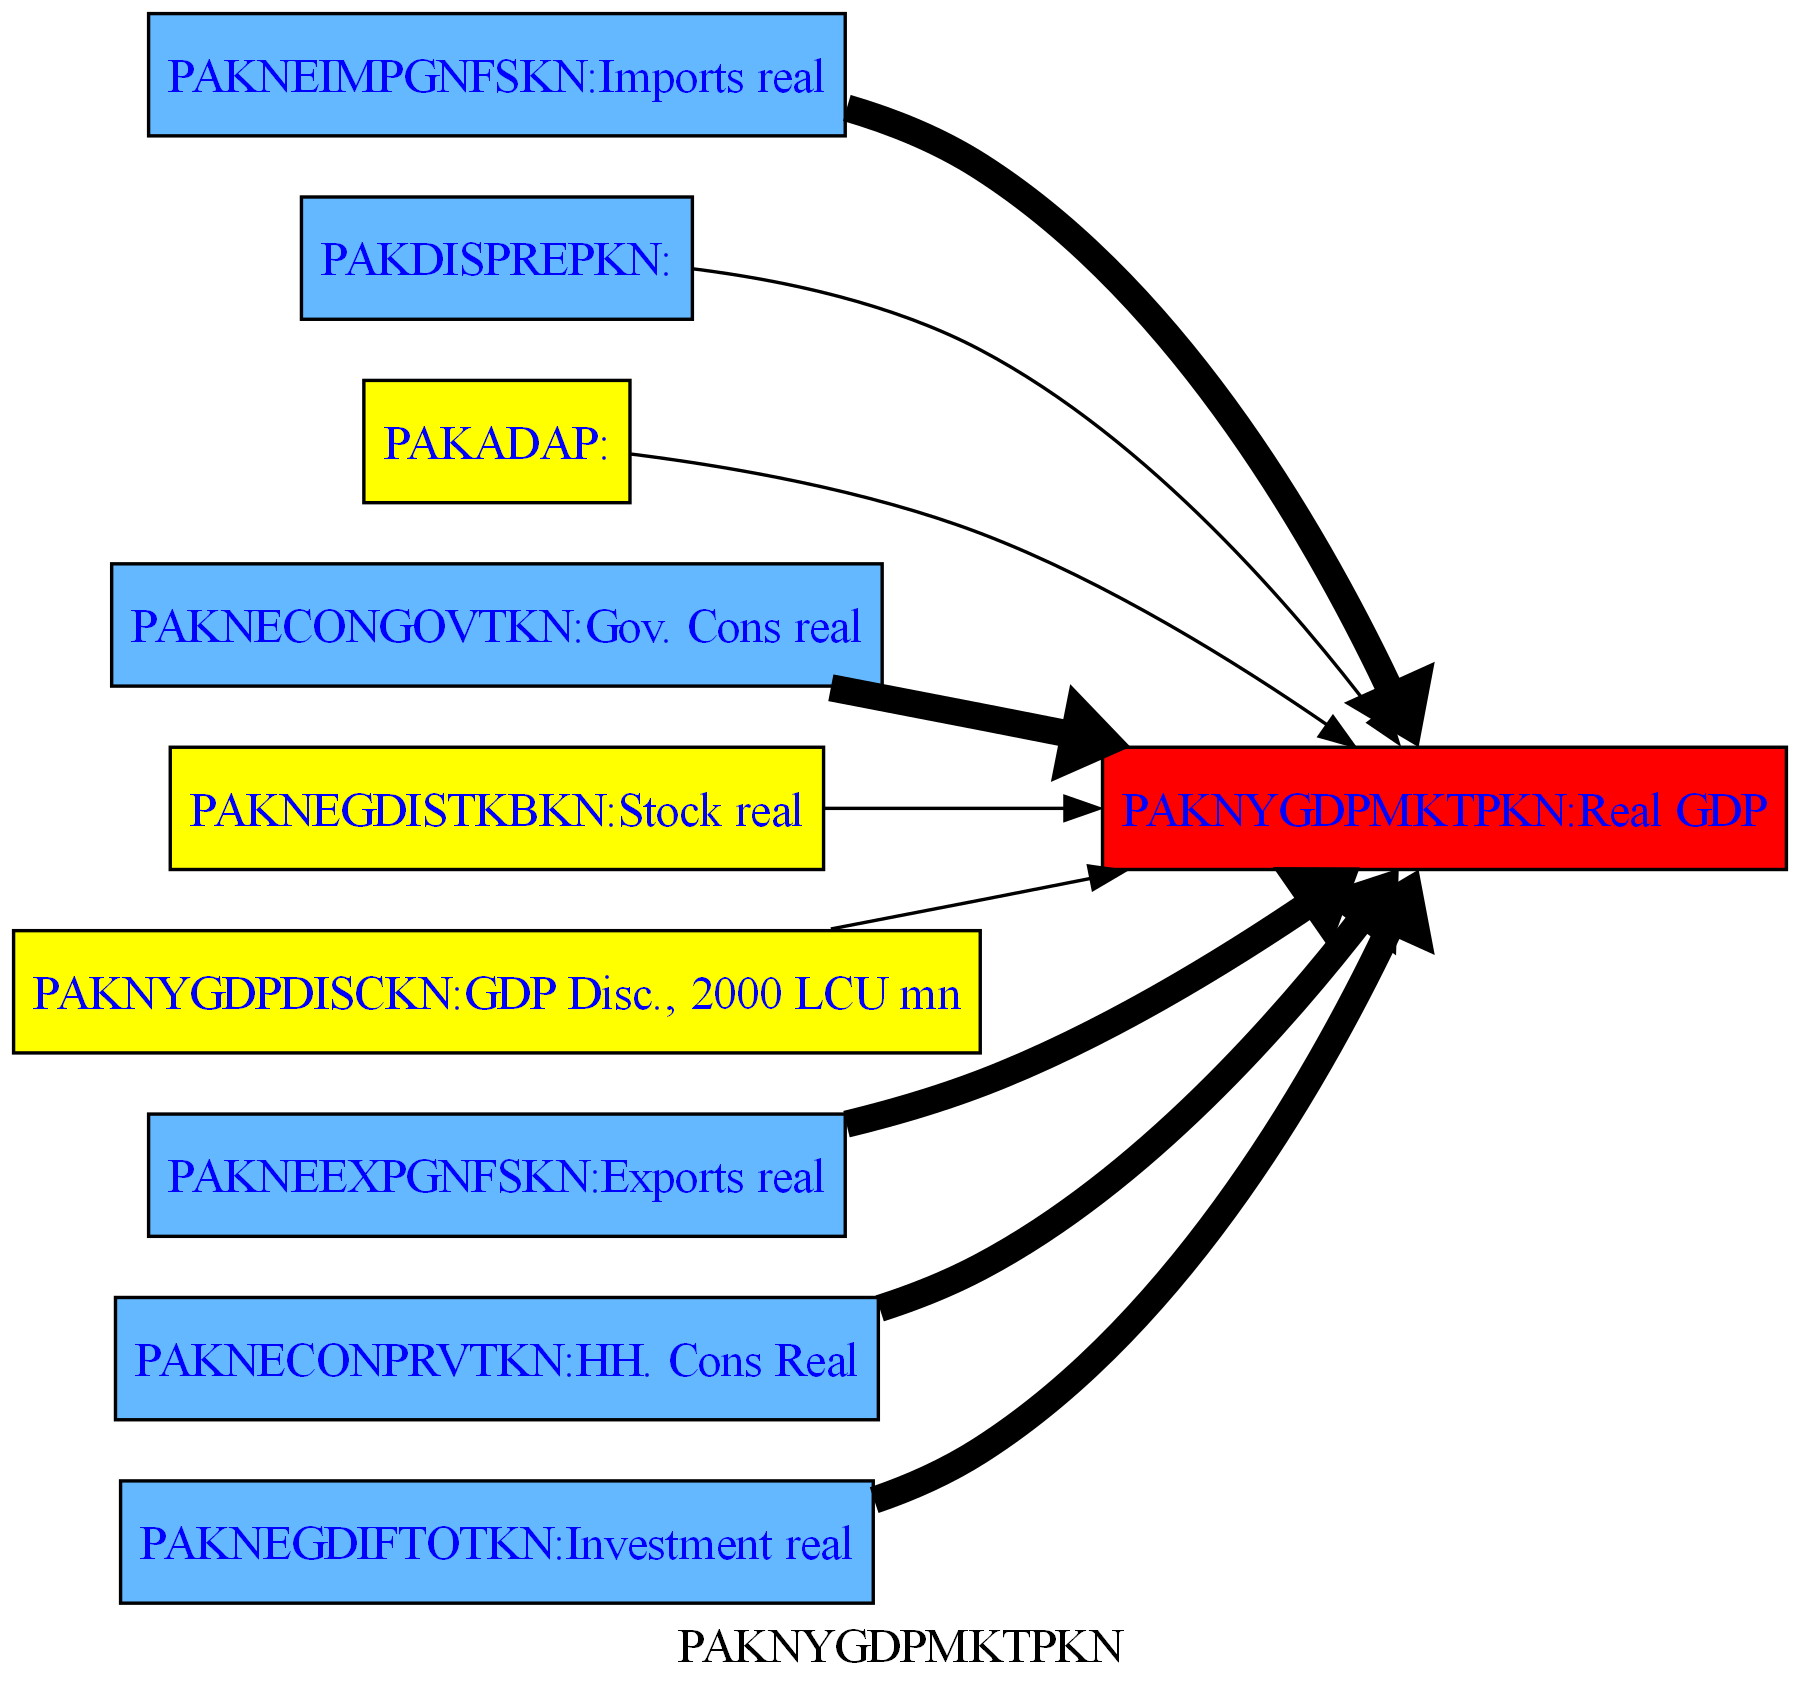 PAKNEIMPGNFSKN:Imports real
PAKDISPREPKN:
PAKADAP:
PAKNECONGOVTKN:Gov. Cons real
PAKNEGDISTKBKN:Stock real
PAKNYGDPMKTPKN:Real GDP
PAKNYGDPDISCKN:GDP Disc., 2000 LCU mn
PAKNEEXPGNFSKN:Exports real
PAKNECONPRVTKN:HH. Cons Real
PAKNEGDIFTOTKN:Investment real
PAKNYGDPMKTPKN